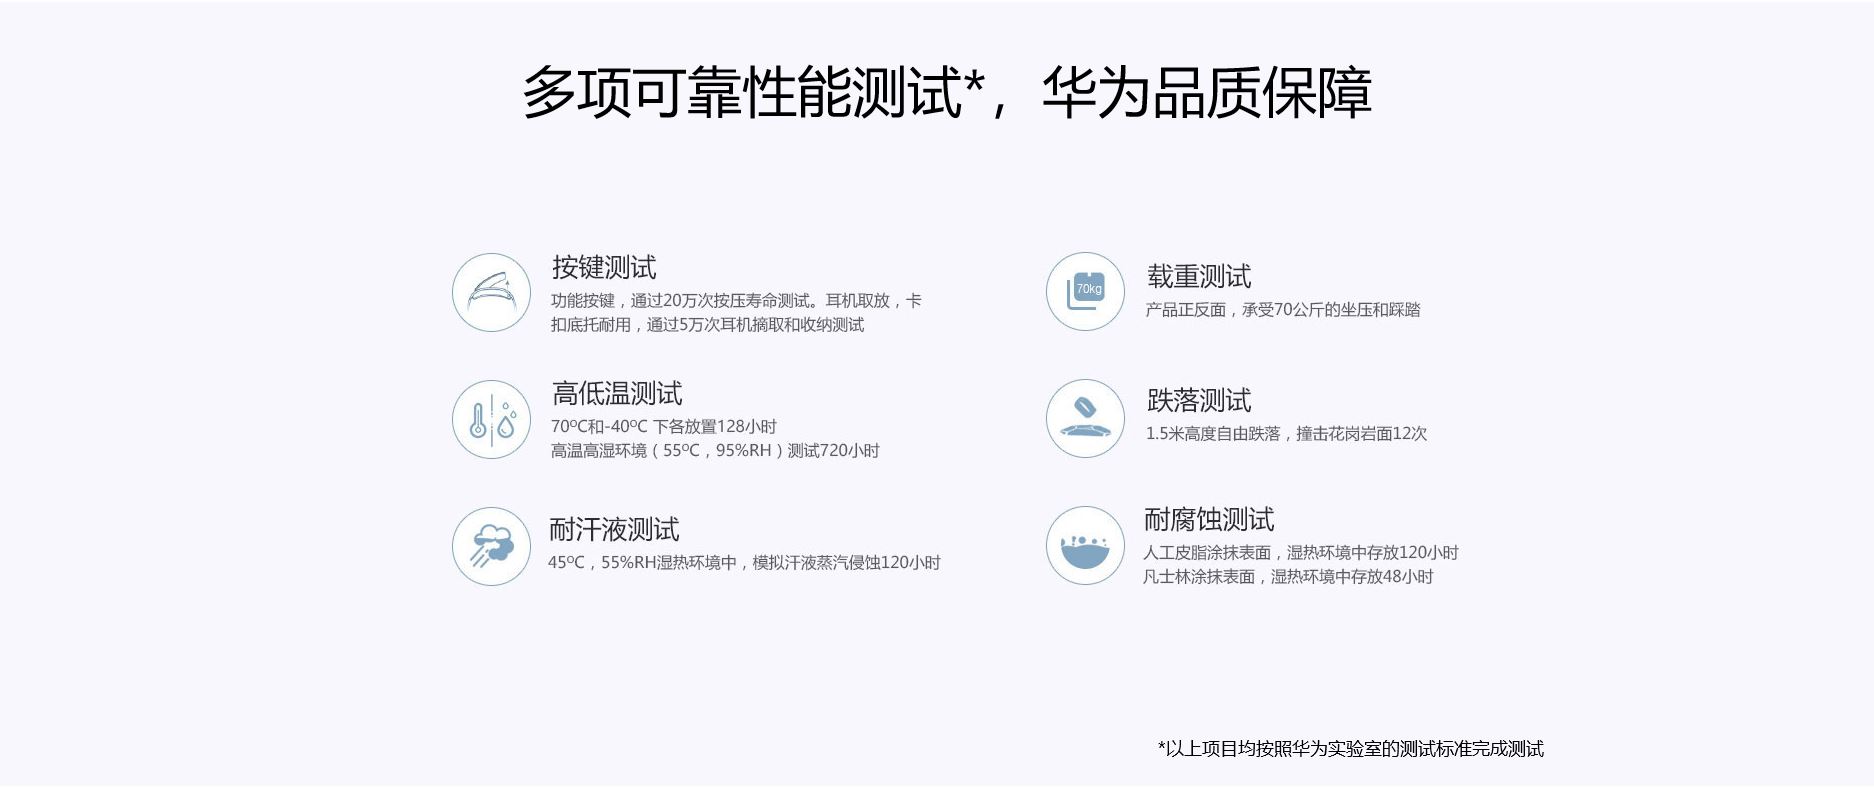 多项可靠性能测试*，华为品质保障
按键测试
功能按键，通过20万次按压寿命测试。耳机取放，卡
扣底托耐用，通过5万次耳机摘取和收纳测试
70kg
载重测试
产品正反面，承受70公斤的坐压和踩踏
高低温测试
70ºC和-40ºC 下各放置128小时
高温高湿环境（55ºC，95%RH）测试720小时
跌落测试
1.5米高度自由跌落，撞击花岗岩面12次
耐汗液测试
45ºC，55%RH湿热环境中，模拟汗液蒸汽侵蚀120小时
耐腐蚀测试
人工皮脂涂抹表面，湿热环境中存放120小时
凡士林涂抹表面，湿热环境中存放48小时
*以上项目均按照华为实验室的测试标准完成测试